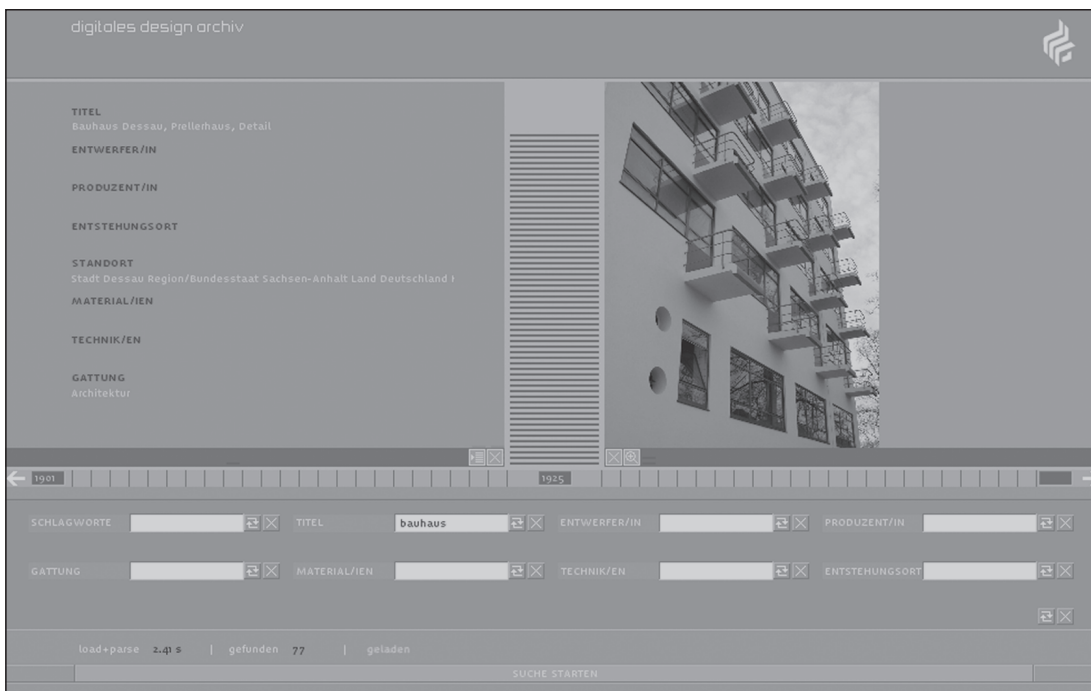 digitales design archiv
TITEL
Bauhaus Dessau, Prellerhaus, Detail
ENTWERFER/IN
PRODUZENT/IN
ENTSTEHUNGSORT
STANDORT
Stadt Dessau Region/Bundesstaat Sachsen-Anhalt Land Deutschland
MATERIAL/IEN
TECHNIK/EN
GATTUNG
Architektur
1901 1925
SCHLAGWORTE TITEL bauhaus ENTWERFER/IN PRODUZENT/IN
GATTUNG MATERIAL/IEN TECHNIK/EN ENTSTEHUNGSORT
load+parse 2.41 s | gefunden 77 | geladen
SUCHE STARTEN